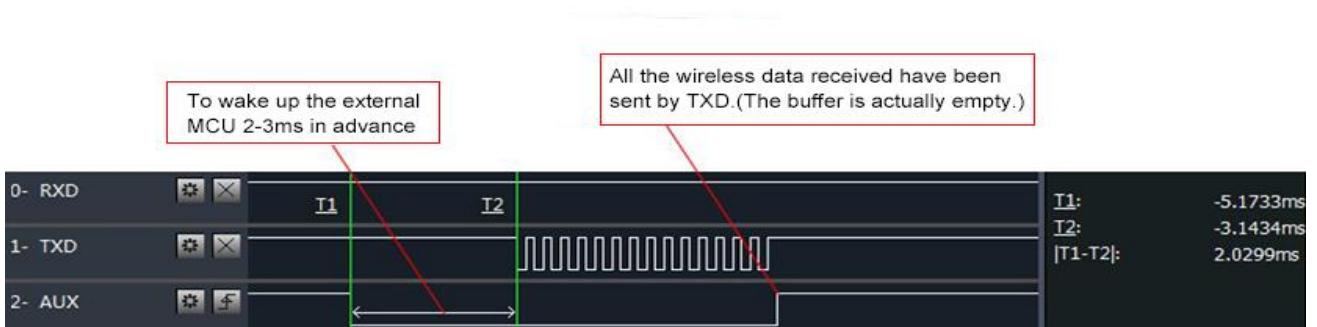 All the wireless data received have been
sent by TXD.(The buffer is actually empty.)
To wake up the external
MCU 2-3ms in advance
0- RXD
T1
T2
1- TXD
2- AUX
T1: -5.1733ms
T2: -3.1434ms
|T1-T2|: 2.0299ms